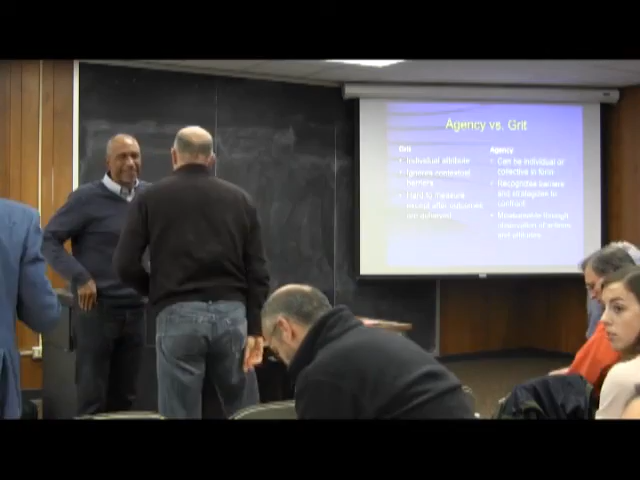 Agency vs. Grit
Grit
• Individual attribute
• Ignores contextual
barriers
• Hard to measure
except after outcomes
are achieved
Agency
• Can be individual or
collective in form
• Recognizes barriers
and strategies to
confront
• Measurable through
observation of actions
and attitudes